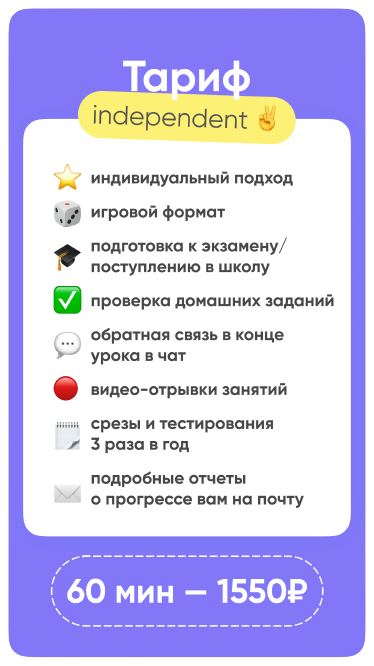 Тариф
independent ✌️
индивидуальный подход
игровой формат
подготовка к экзамену/
поступлению в школу
проверка домашних заданий
обратная связь в конце
урока в чат
видео-отрывки занятий
срезы и тестирования
3 раза в год
подробные отчеты
о прогрессе вам на почту
60 мин — 1550₽